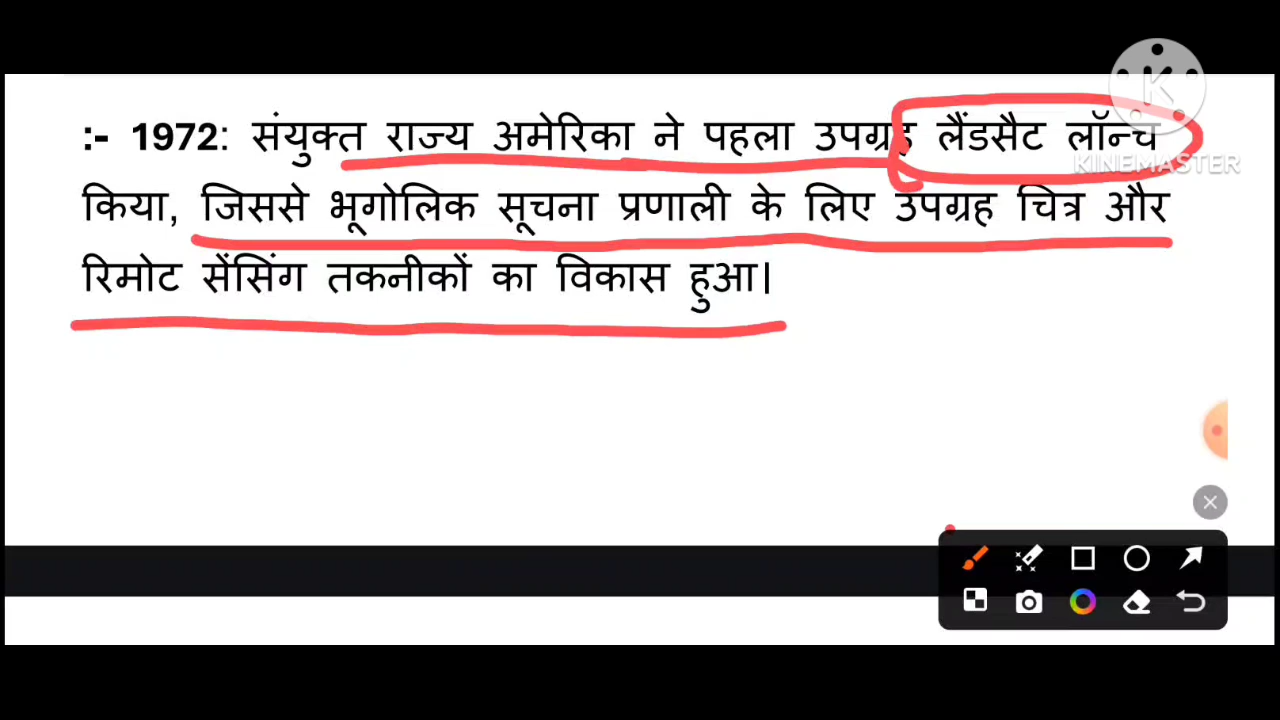 :- 1972: संयुक्त राज्य अमेरिका ने पहला उपग्रह लैंडसैट लॉन्च
KINEMASTER
किया, जिससे भूगोलिक सूचना प्रणाली के लिए उपग्रह चित्र और
रिमोट सेंसिंग तकनीकों का विकास हुआ।